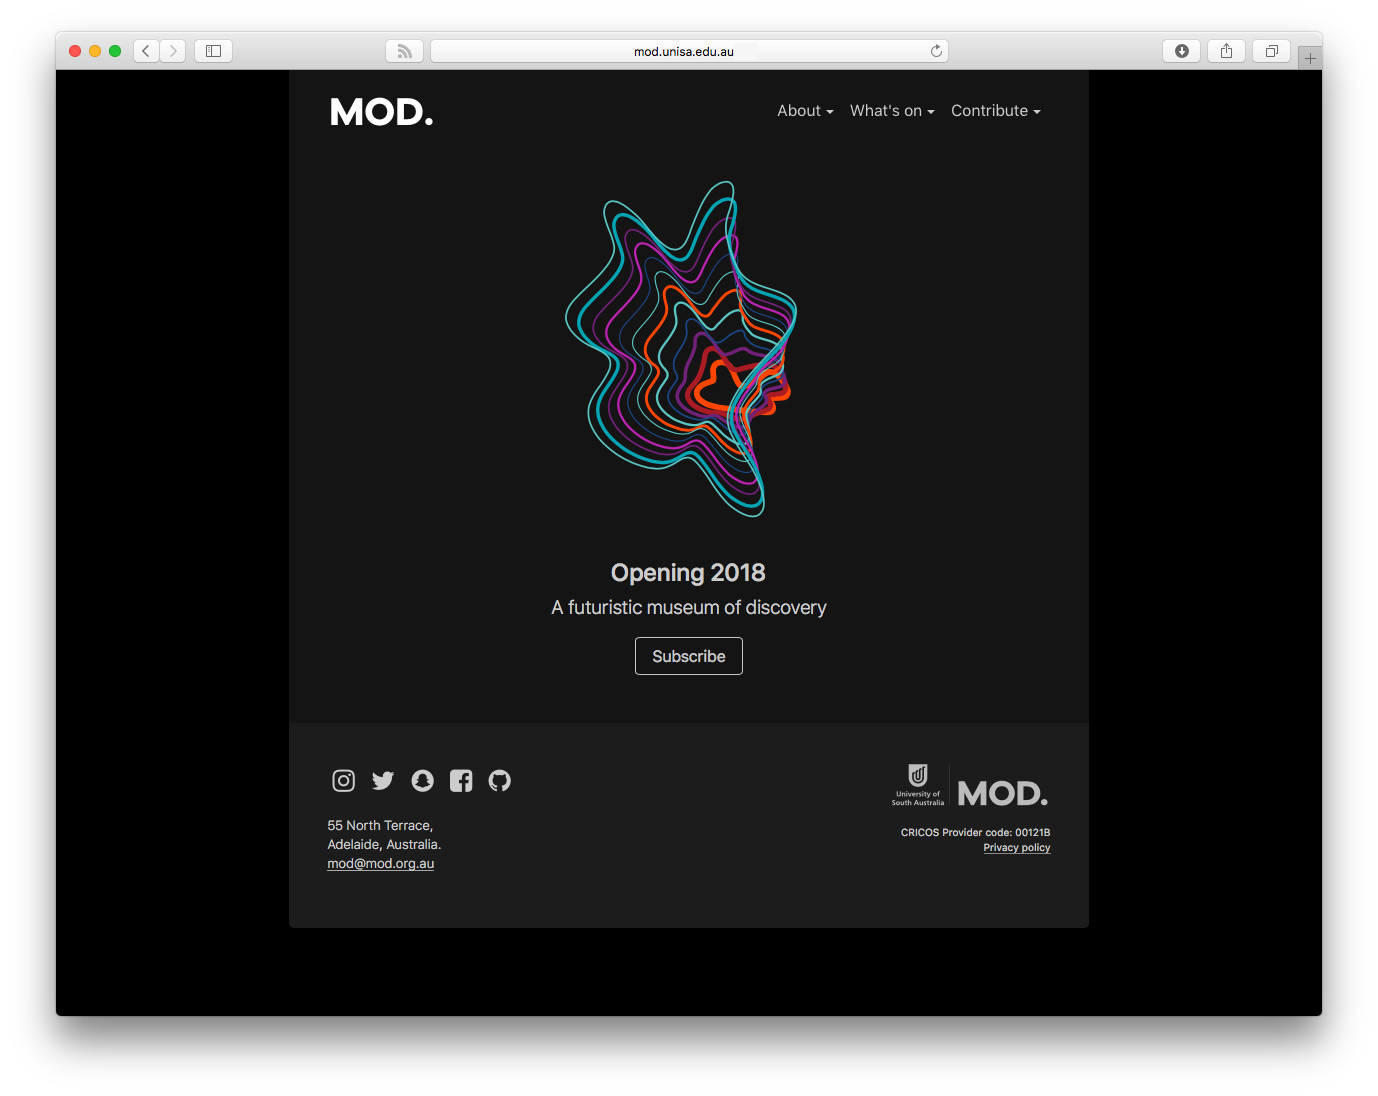 mod.unisa.edu.au
MOD.
About What's on Contribute
Opening 2018
A futuristic museum of discovery
Subscribe
55 North Terrace,
Adelaide, Australia.
mod@mod.org.au
University of
South Australia
MOD.
CRICOS Provider code: 00121B
Privacy policy